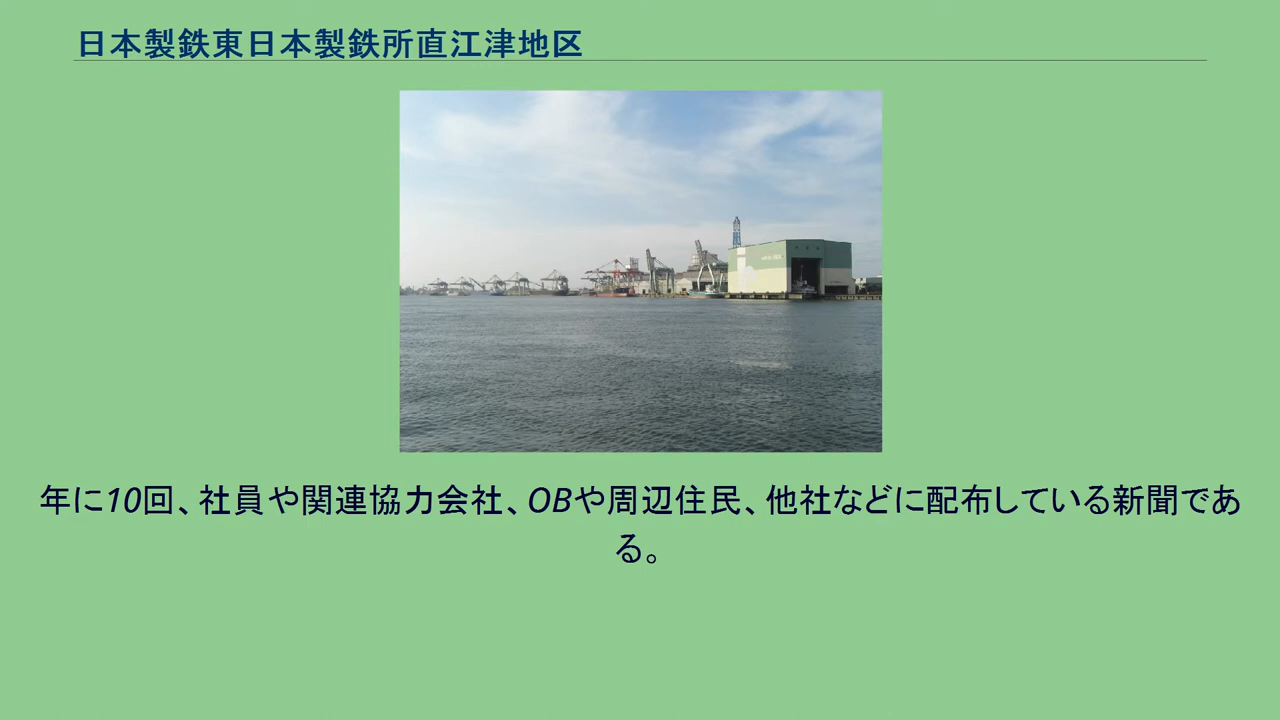 日本製鉄東日本製鉄所直江津地区
年に10回、社員や関連協力会社、OBや周辺住民、他社などに配布している新聞であ
る。